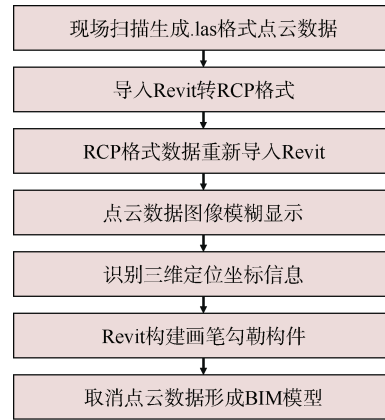 现场扫描生成.las格式点云数据
导入Revit转RCP格式
RCP格式数据重新导入Revit
点云数据图像模糊显示
识别三维定位坐标信息
Revit构建画笔勾勒构件
取消点云数据形成BIM模型